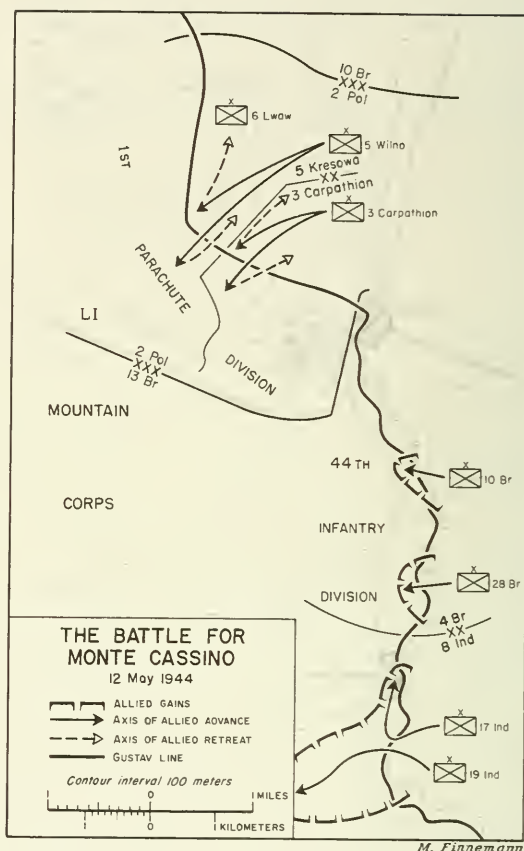 10 Br
XXX
2 Pol
X
6 Lwow
1ST
X
5 Wilno
5 Kresowa
XX
3 Carpathion
X
3 Carpathion
PARACHUTE
LI
DIVISION
2 Pol
XXX
13 Br
MOUNTAIN
44TH
X
10 Br
CORPS
INFANTRY
X
28 Br
DIVISION
4 Br
XX
8 Ind
X
17 Ind
X
19 Ind
THE BATTLE FOR
MONTE CASSINO
12 May 1944
ALLIED GAINS
AXIS OF ALLIED ADVANCE
AXIS OF ALLIED RETREAT
GUSTAV LINE
Contour interval 100 meters
1 0 1 MILES
1 0 1 KILOMETERS
M. Finnemann